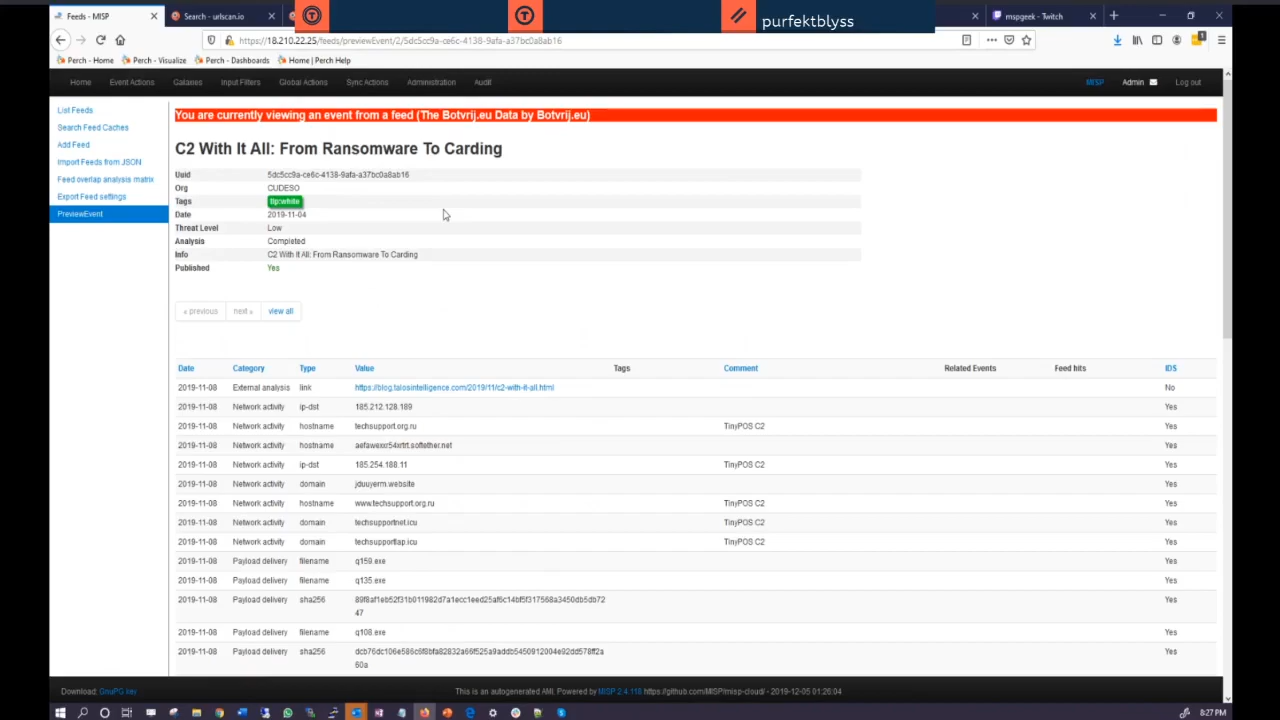 Feeds - MISP
Search - urlscan.io
purfektblyss
mspgeek - Twitch
https://18.210.22.25/feeds/previewEvent/2/5dc5cc9a-ce6c-4138-9afa-a37bc0a8ab16
Perch - Home
Perch - Visualize
Perch - Dashboards
Home | Perch Help
Home
Event Actions
Galaxies
Input Filters
Global Actions
Sync Actions
Administration
Audit
MISP
Admin
Log out
List Feeds
Search Feed Caches
Add Feed
Import Feeds from JSON
Feed overlap analysis matrix
Export Feed settings
PreviewEvent
You are currently viewing an event from a feed (The Botvrij.eu Data by Botvrij.eu)
C2 With It All: From Ransomware To Carding
Uuid 5dc5cc9a-ce6c-4138-9afa-a37bc0a8ab16
Org CUDESO
Tags tlp:white
Date 2019-11-04
Threat Level Low
Analysis Completed
Info C2 With It All: From Ransomware To Carding
Published Yes
« previous next » view all
Date Category Type Value Tags Comment Related Events Feed hits IDS
2019-11-08 External analysis link https://blog.talosintelligence.com/2019/11/c2-with-it-all.html No
2019-11-08 Network activity ip-dst 185.212.128.189 Yes
2019-11-08 Network activity hostname techsupport.org.ru TinyPOS C2 Yes
2019-11-08 Network activity hostname aefawexxr54xrtrt.softether.net Yes
2019-11-08 Network activity ip-dst 185.254.188.11 TinyPOS C2 Yes
2019-11-08 Network activity domain jduuyerm.website Yes
2019-11-08 Network activity hostname www.techsupport.org.ru TinyPOS C2 Yes
2019-11-08 Network activity domain techsupportnet.icu TinyPOS C2 Yes
2019-11-08 Network activity domain techsupportlap.icu TinyPOS C2 Yes
2019-11-08 Payload delivery filename q159.exe Yes
2019-11-08 Payload delivery filename q135.exe Yes
2019-11-08 Payload delivery sha256 89f8af1eb52f31b011982d7a1ecc1eed25af6c14bf5f317568a3450db5db72 Yes
47
2019-11-08 Payload delivery filename q108.exe Yes
2019-11-08 Payload delivery sha256 dcb76dc106e586c6f8bfa82832a66f525a9addb5450912004e92dd578ff2a Yes
60a
Download: GnuPG key
This is an autogenerated AMI, Powered by MISP 2.4.118 https://github.com/MISP/misp-cloud/ - 2019-12-05 01:26:04
8:27 PM